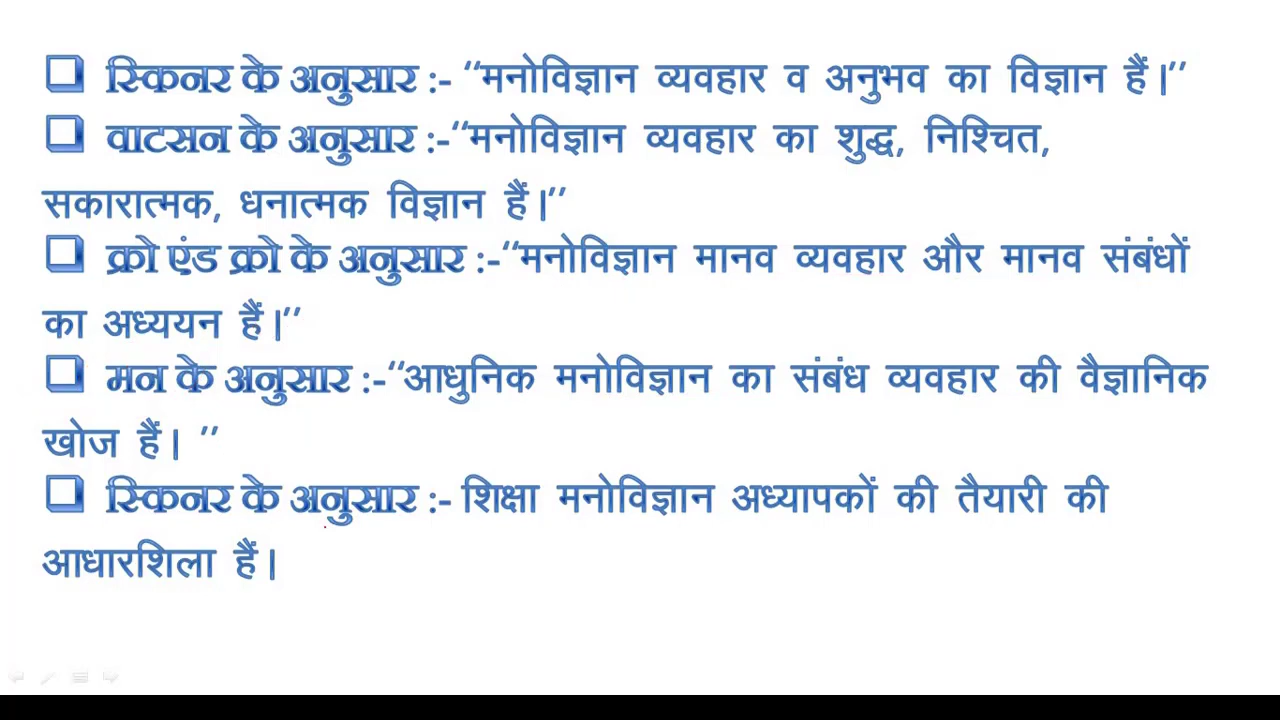 स्किनर के अनुसार :- ‘‘मनोविज्ञान व्यवहार व अनुभव का विज्ञान हैं।’’
वाटसन के अनुसार :-‘‘मनोविज्ञान व्यवहार का शुद्ध, निश्चित,
सकारात्मक, धनात्मक विज्ञान हैं।’’
क्रो एंड क्रो के अनुसार :-‘‘मनोविज्ञान मानव व्यवहार और मानव संबंधों
का अध्ययन हैं।’’
मन के अनुसार :-‘‘आधुनिक मनोविज्ञान का संबंध व्यवहार की वैज्ञानिक
खोज हैं। ’’
स्किनर के अनुसार :- शिक्षा मनोविज्ञान अध्यापकों की तैयारी की
आधारशिला हैं।